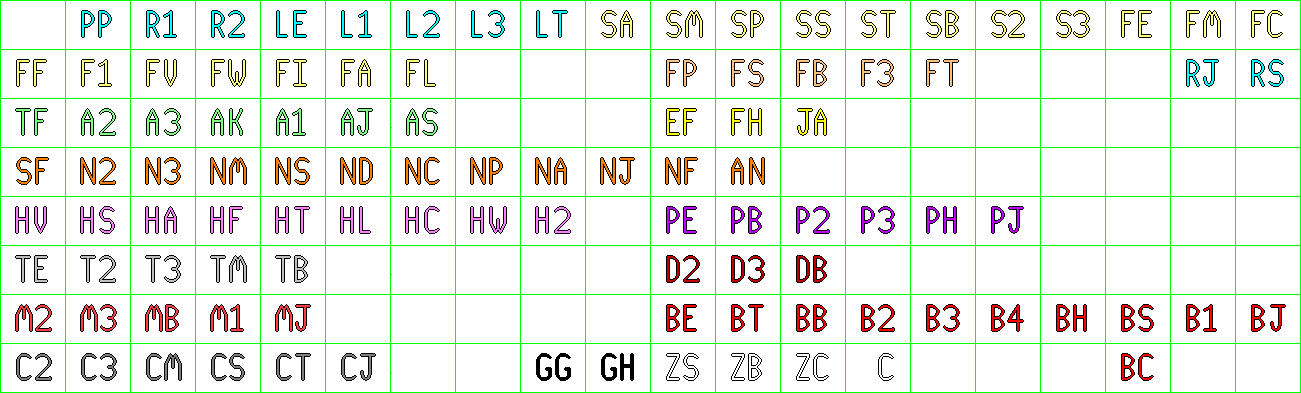 PP R1 R2 LE L1 L2 L3 LT SA SM SP SS ST SB S2 S3 FE FM FC
FF F1 FV FW FI FA FL FP FS FB F3 FT RJ RS
TF A2 A3 AK A1 AJ AS EF FH JA
SF N2 N3 NM NS ND NC NP NA NJ NF AN
HV HS HA HF HT HL HC HW H2 PE PB P2 P3 PH PJ
TE T2 T3 TM TB D2 D3 DB
M2 M3 MB M1 MJ BE BT BB B2 B3 B4 BH BS B1 BJ
C2 C3 CM CS CT CJ GG GH ZS ZB ZC C BC